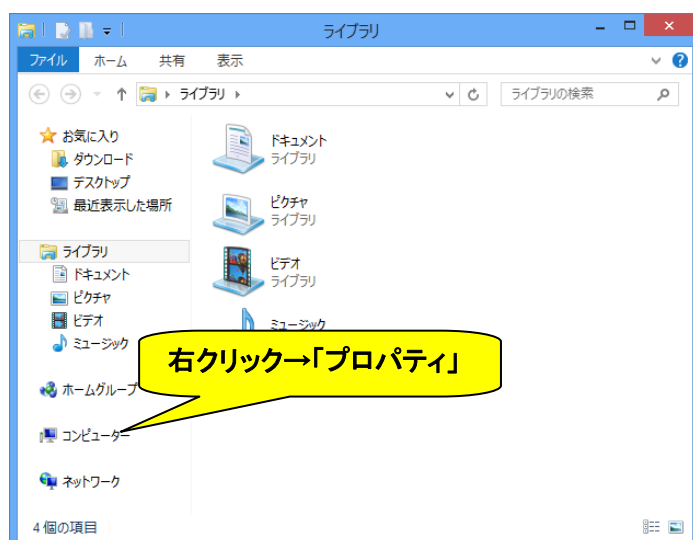 ライブラリ
ファイル ホーム 共有 表示
ライブラリ
ライブラリの検索
お気に入り
ダウンロード
デスクトップ
最近表示した場所
ライブラリ
ドキュメント
ピクチャ
ビデオ
ミュージック
ホームグループ
コンピューター
ネットワーク
ドキュメント
ライブラリ
ピクチャ
ライブラリ
ビデオ
ライブラリ
ミュージック
右クリック→「プロパティ」
4 個の項目